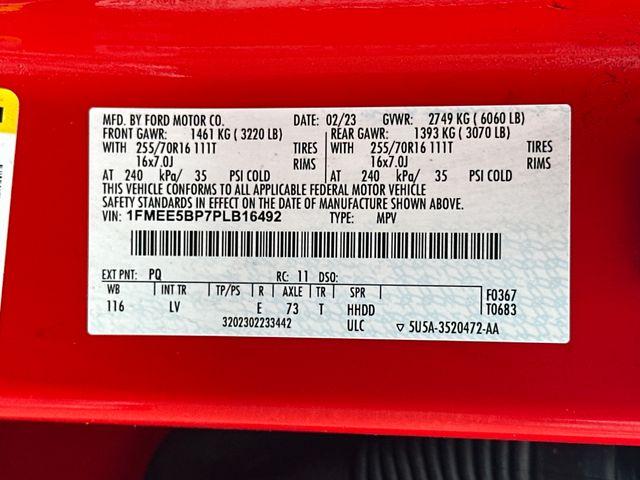 MFD. BY FORD MOTOR CO. DATE: 02/23 GVWR: 2749 KG ( 6060 LB)
FRONT GAWR: 1461 KG ( 3220 LB) REAR GAWR: 1393 KG ( 3070 LB)
WITH 255/70R16 111T TIRES WITH 255/70R16 111T TIRES
16x7.0J RIMS 16x7.0J RIMS
AT 240 kPa/ 35 PSI COLD AT 240 kPa/ 35 PSI COLD
THIS VEHICLE CONFORMS TO ALL APPLICABLE FEDERAL MOTOR VEHICLE
SAFETY STANDARDS IN EFFECT ON THE DATE OF MANUFACTURE SHOWN ABOVE.
VIN: 1FMEE5BP7PLB16492 TYPE: MPV
EXT PNT: PQ RC: 11 DSO:
WB INT TR TP/PS R AXLE TR SPR F0367
116 LV E 73 T HHDD T0683
3202302233442 ULC ▽ 5U5A-3520472-AA